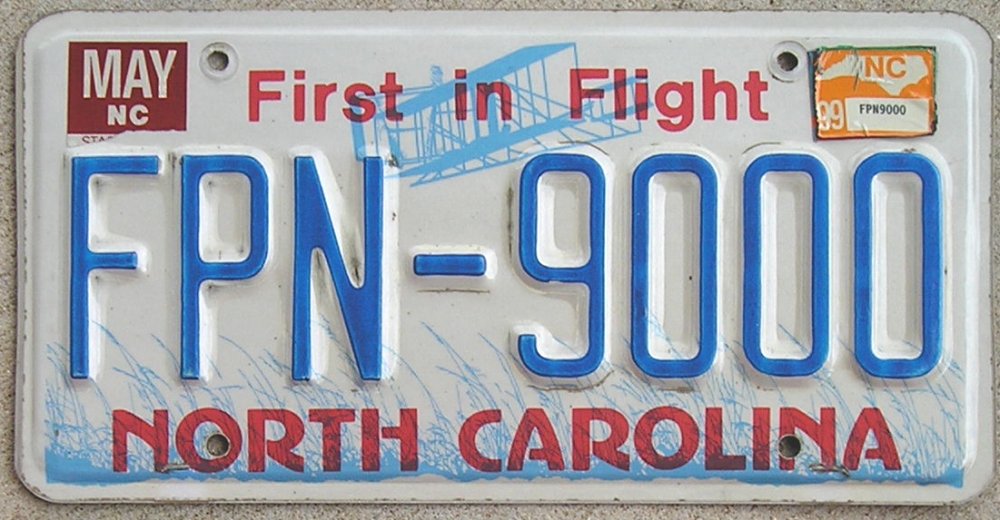 MAY
NC
First in Flight
NC
99
FPN9000
FPN-9000
NORTH CAROLINA